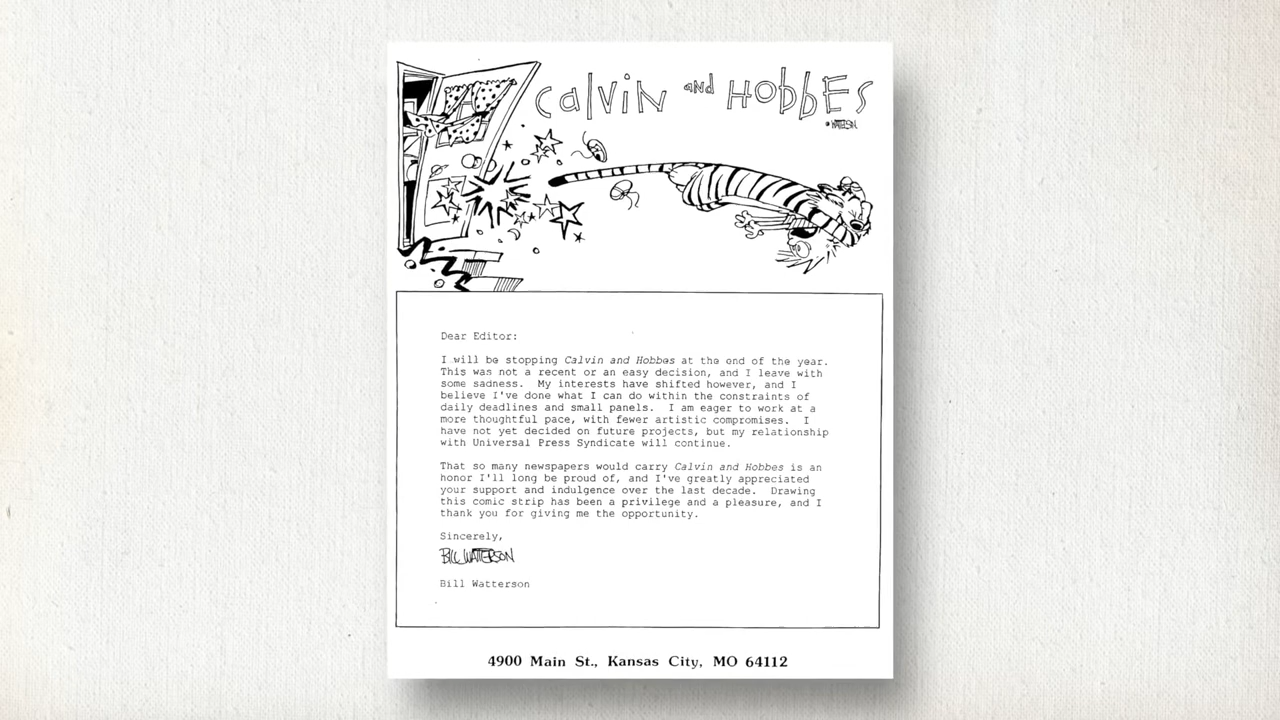 Calvin and HobbEs
WATTERSON
Dear Editor:
I will be stopping Calvin and Hobbes at the end of the year.
This was not a recent or an easy decision, and I leave with
some sadness. My interests have shifted however, and I
believe I've done what I can do within the constraints of
daily deadlines and small panels. I am eager to work at a
more thoughtful pace, with fewer artistic compromises. I
have not yet decided on future projects, but my relationship
with Universal Press Syndicate will continue.
That so many newspapers would carry Calvin and Hobbes is an
honor I'll long be proud of, and I've greatly appreciated
your support and indulgence over the last decade. Drawing
this comic strip has been a privilege and a pleasure, and I
thank you for giving me the opportunity.
Sincerely,
BILL WATTERSON
Bill Watterson
4900 Main St., Kansas City, MO 64112